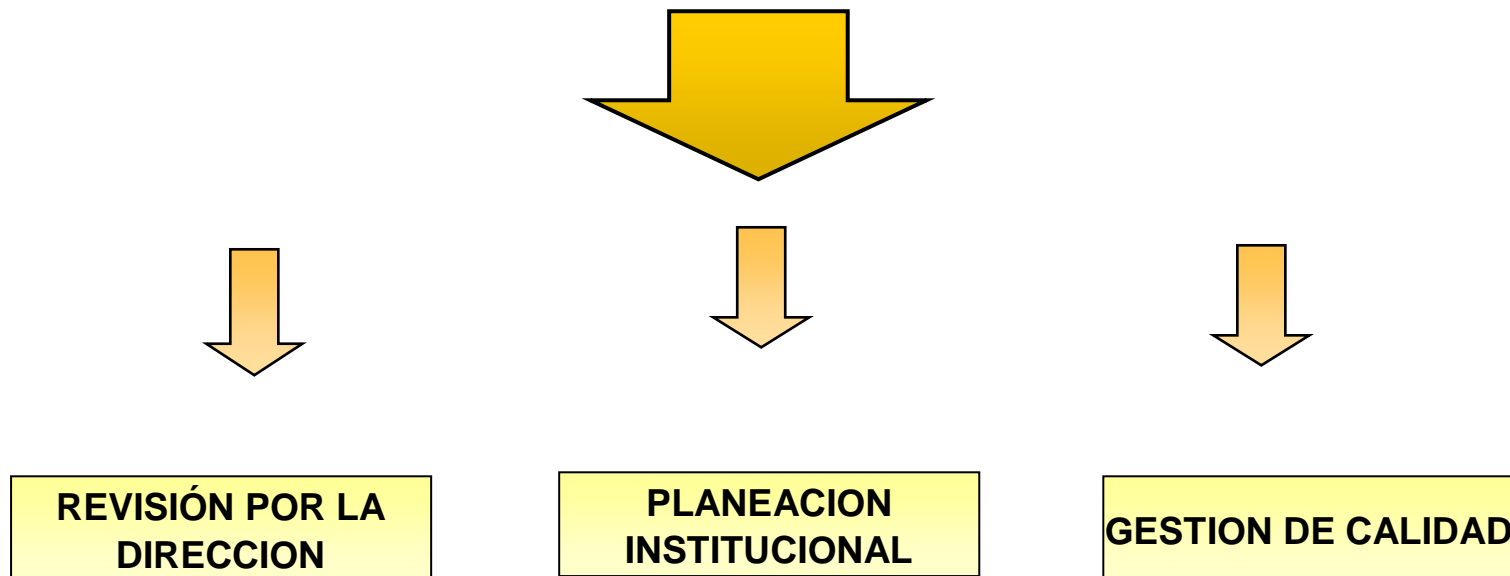 REVISIÓN POR LA
DIRECCION
PLANEACION
INSTITUCIONAL
GESTION DE CALIDAD